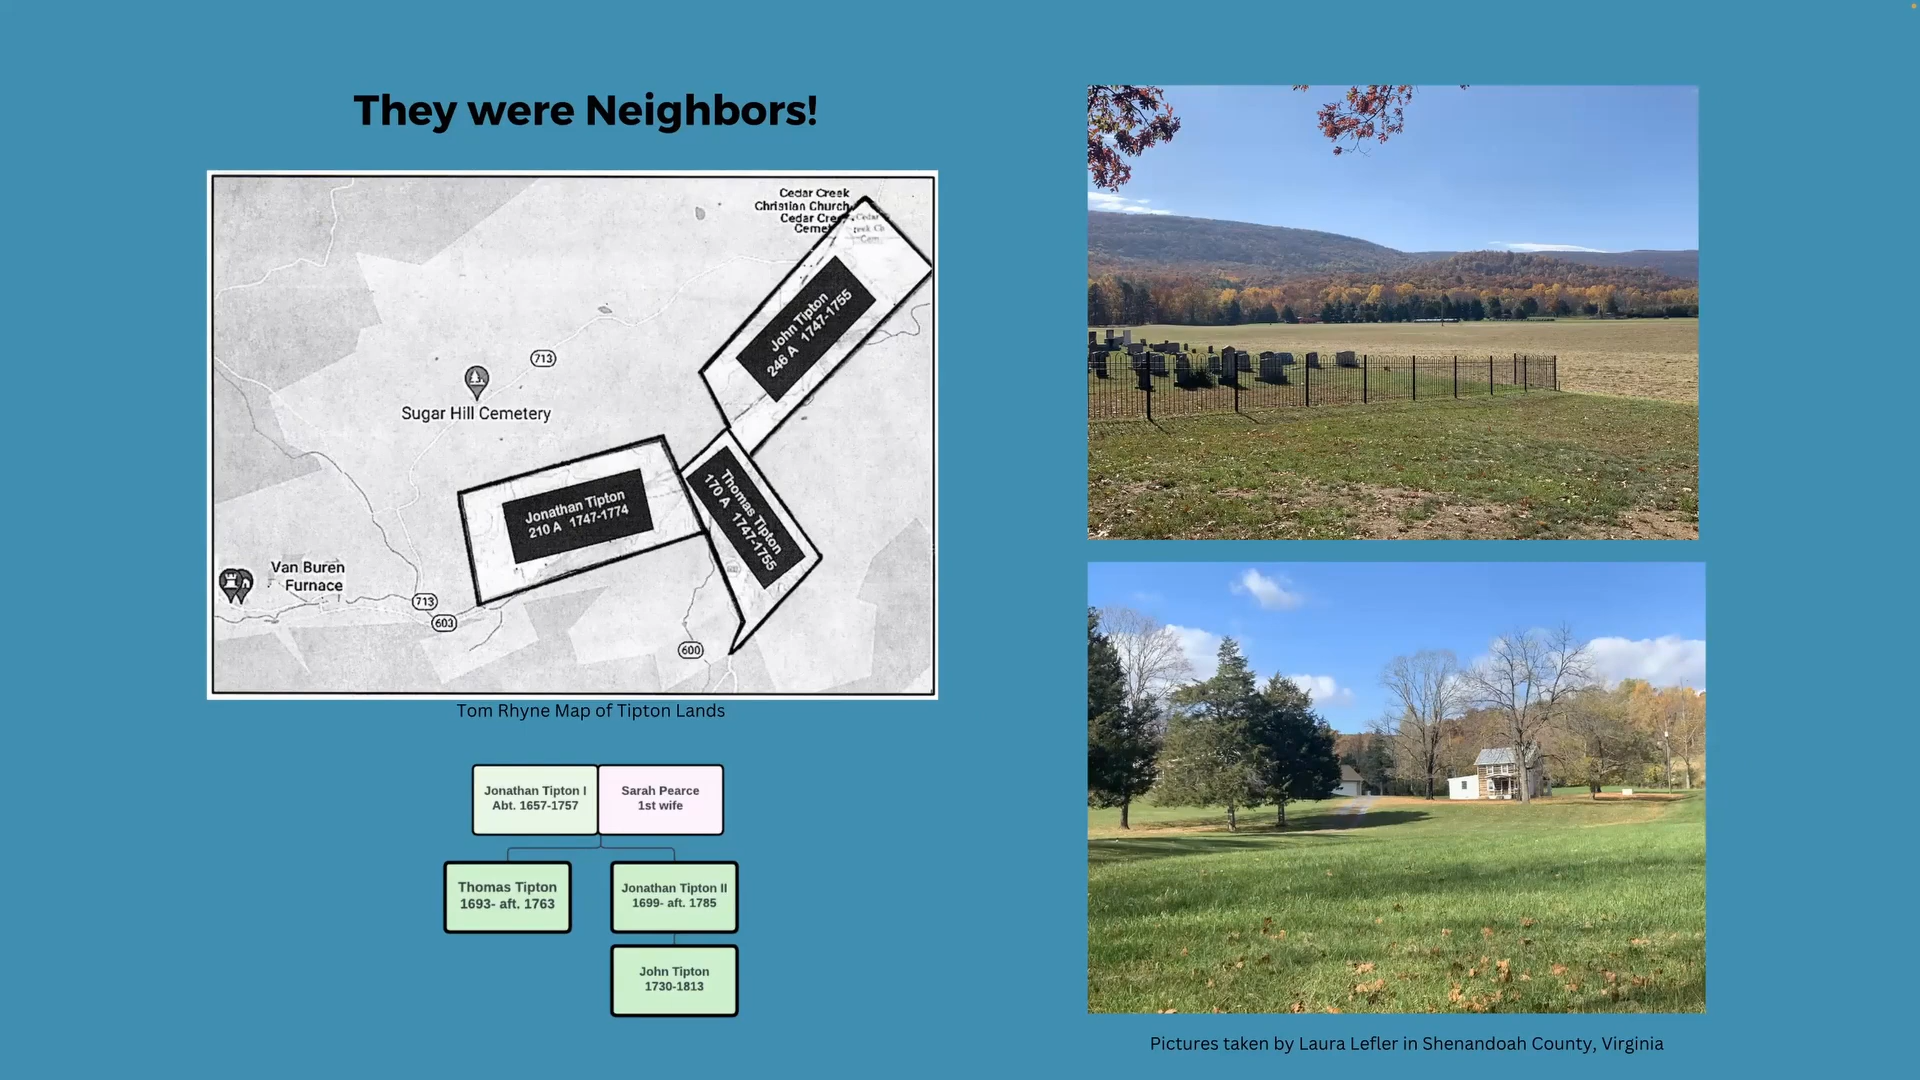 They were Neighbors!
Cedar Creek
Christian Church
Cedar
Sugar Hill Cemetery
713
John Tipton
246 A 1747-1755
Jonathan Tipton
210 A 1747-1774
Thomas Tipton
170 A 1747-1755
Van Buren
Furnace
713
603
600
Tom Rhyne Map of Tipton Lands
Jonathan Tipton I
Abt. 1657-1757
Sarah Pearce
1st wife
Thomas Tipton
1693- aft. 1763
Jonathan Tipton II
1699- aft. 1785
John Tipton
1730-1813
Pictures taken by Laura Lefler in Shenandoah County, Virginia